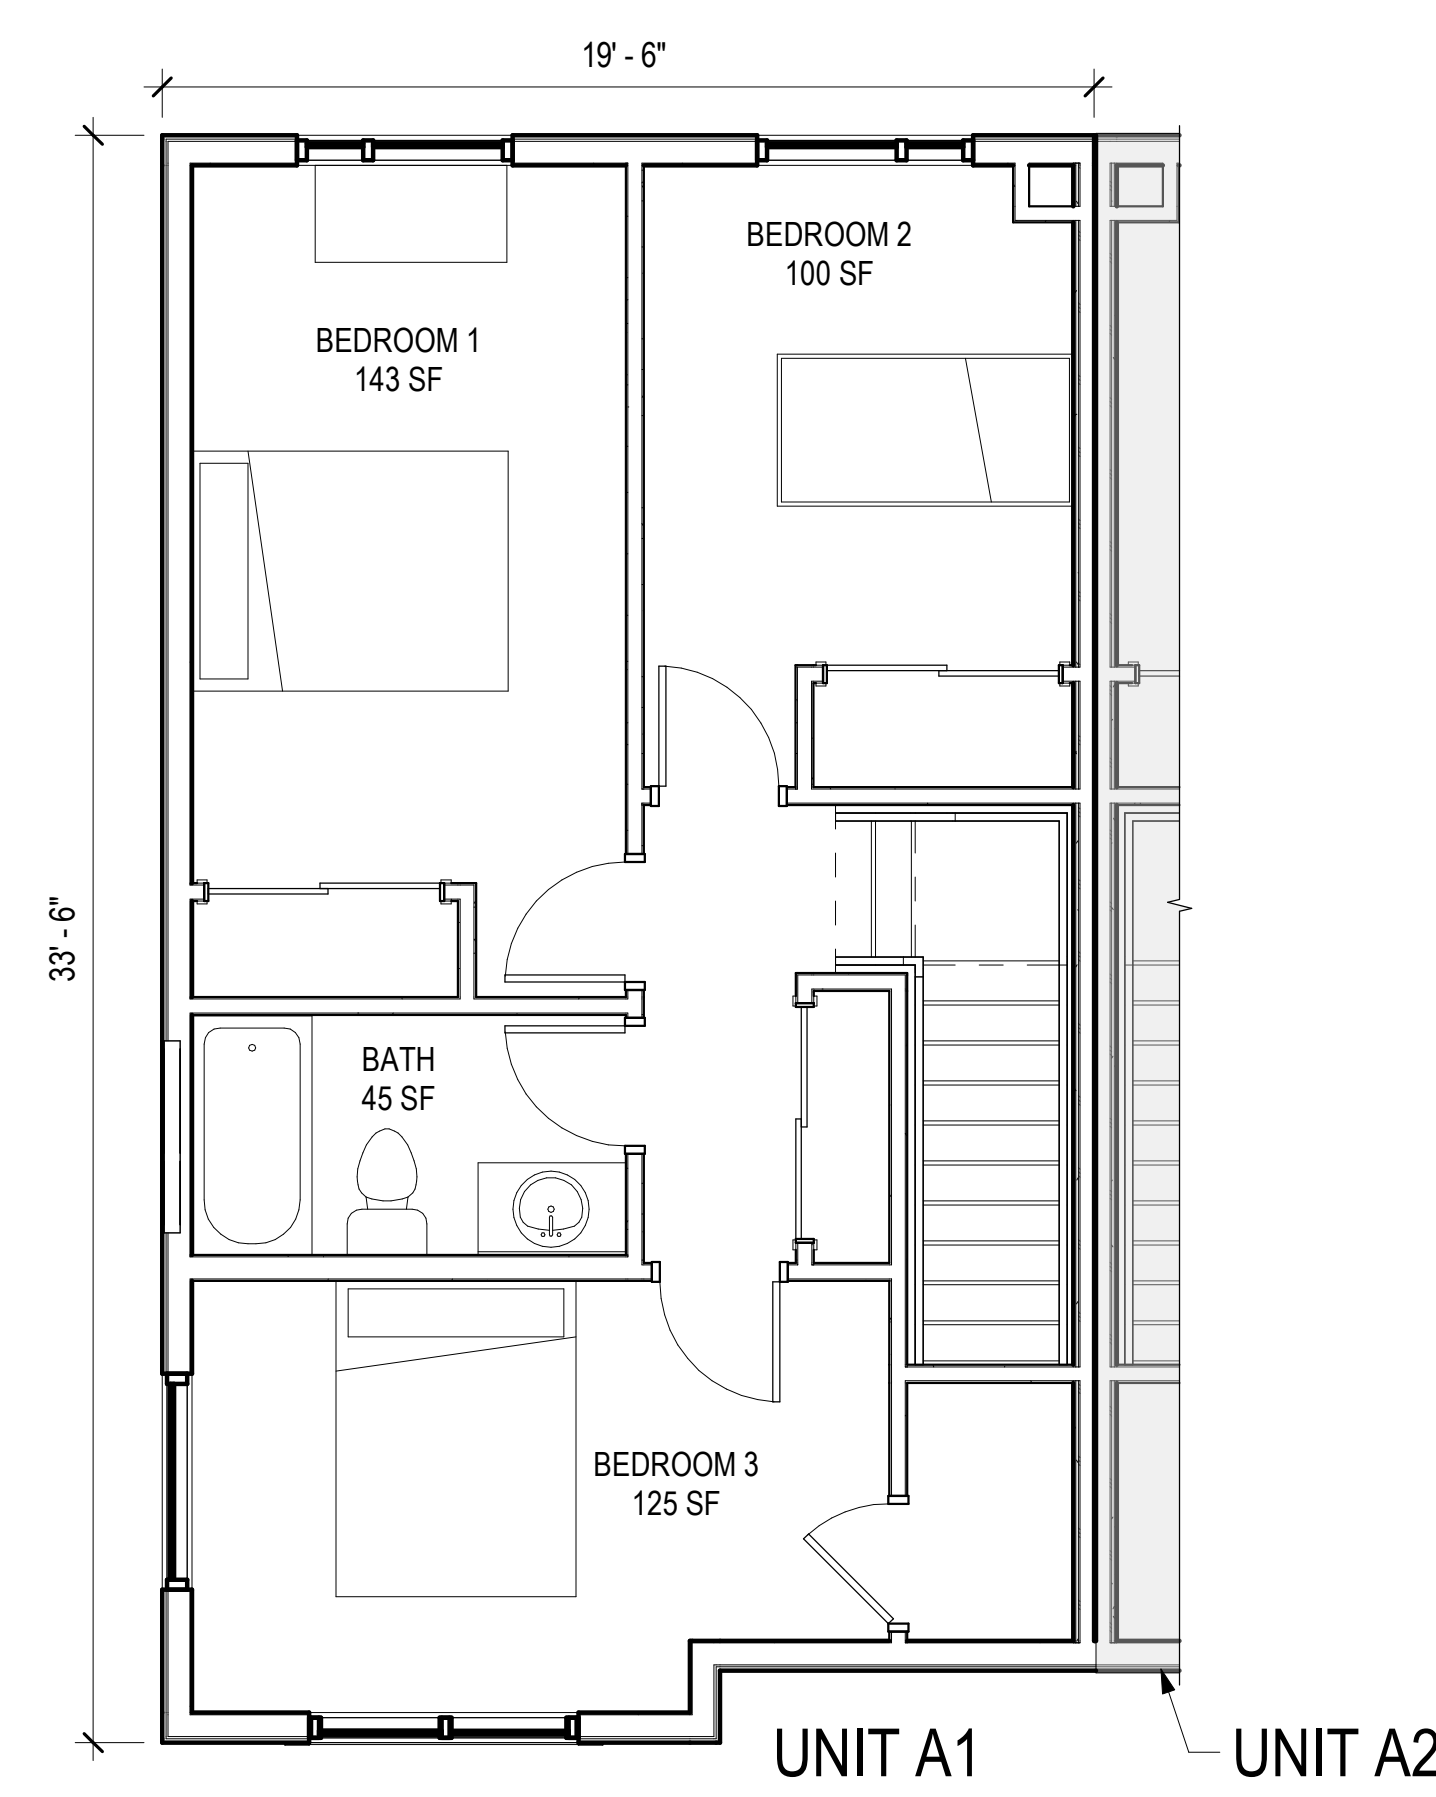 19' - 6"
BEDROOM 2
100 SF
BEDROOM 1
143 SF
33' - 6"
BATH
45 SF
BEDROOM 3
125 SF
UNIT A1
UNIT A2